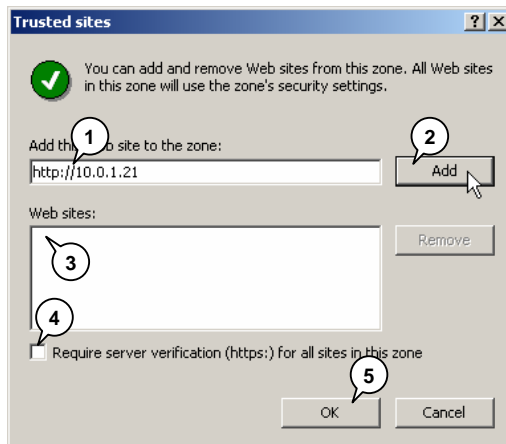 Trusted sites
You can add and remove Web sites from this zone. All Web sites
in this zone will use the zone's security settings.
1
2
Add b site to the zone:
http://10.0.1.21
Add
Web sites:
Remove
3
4
Require server verification (https:) for all sites in this zone
5
OK
Cancel